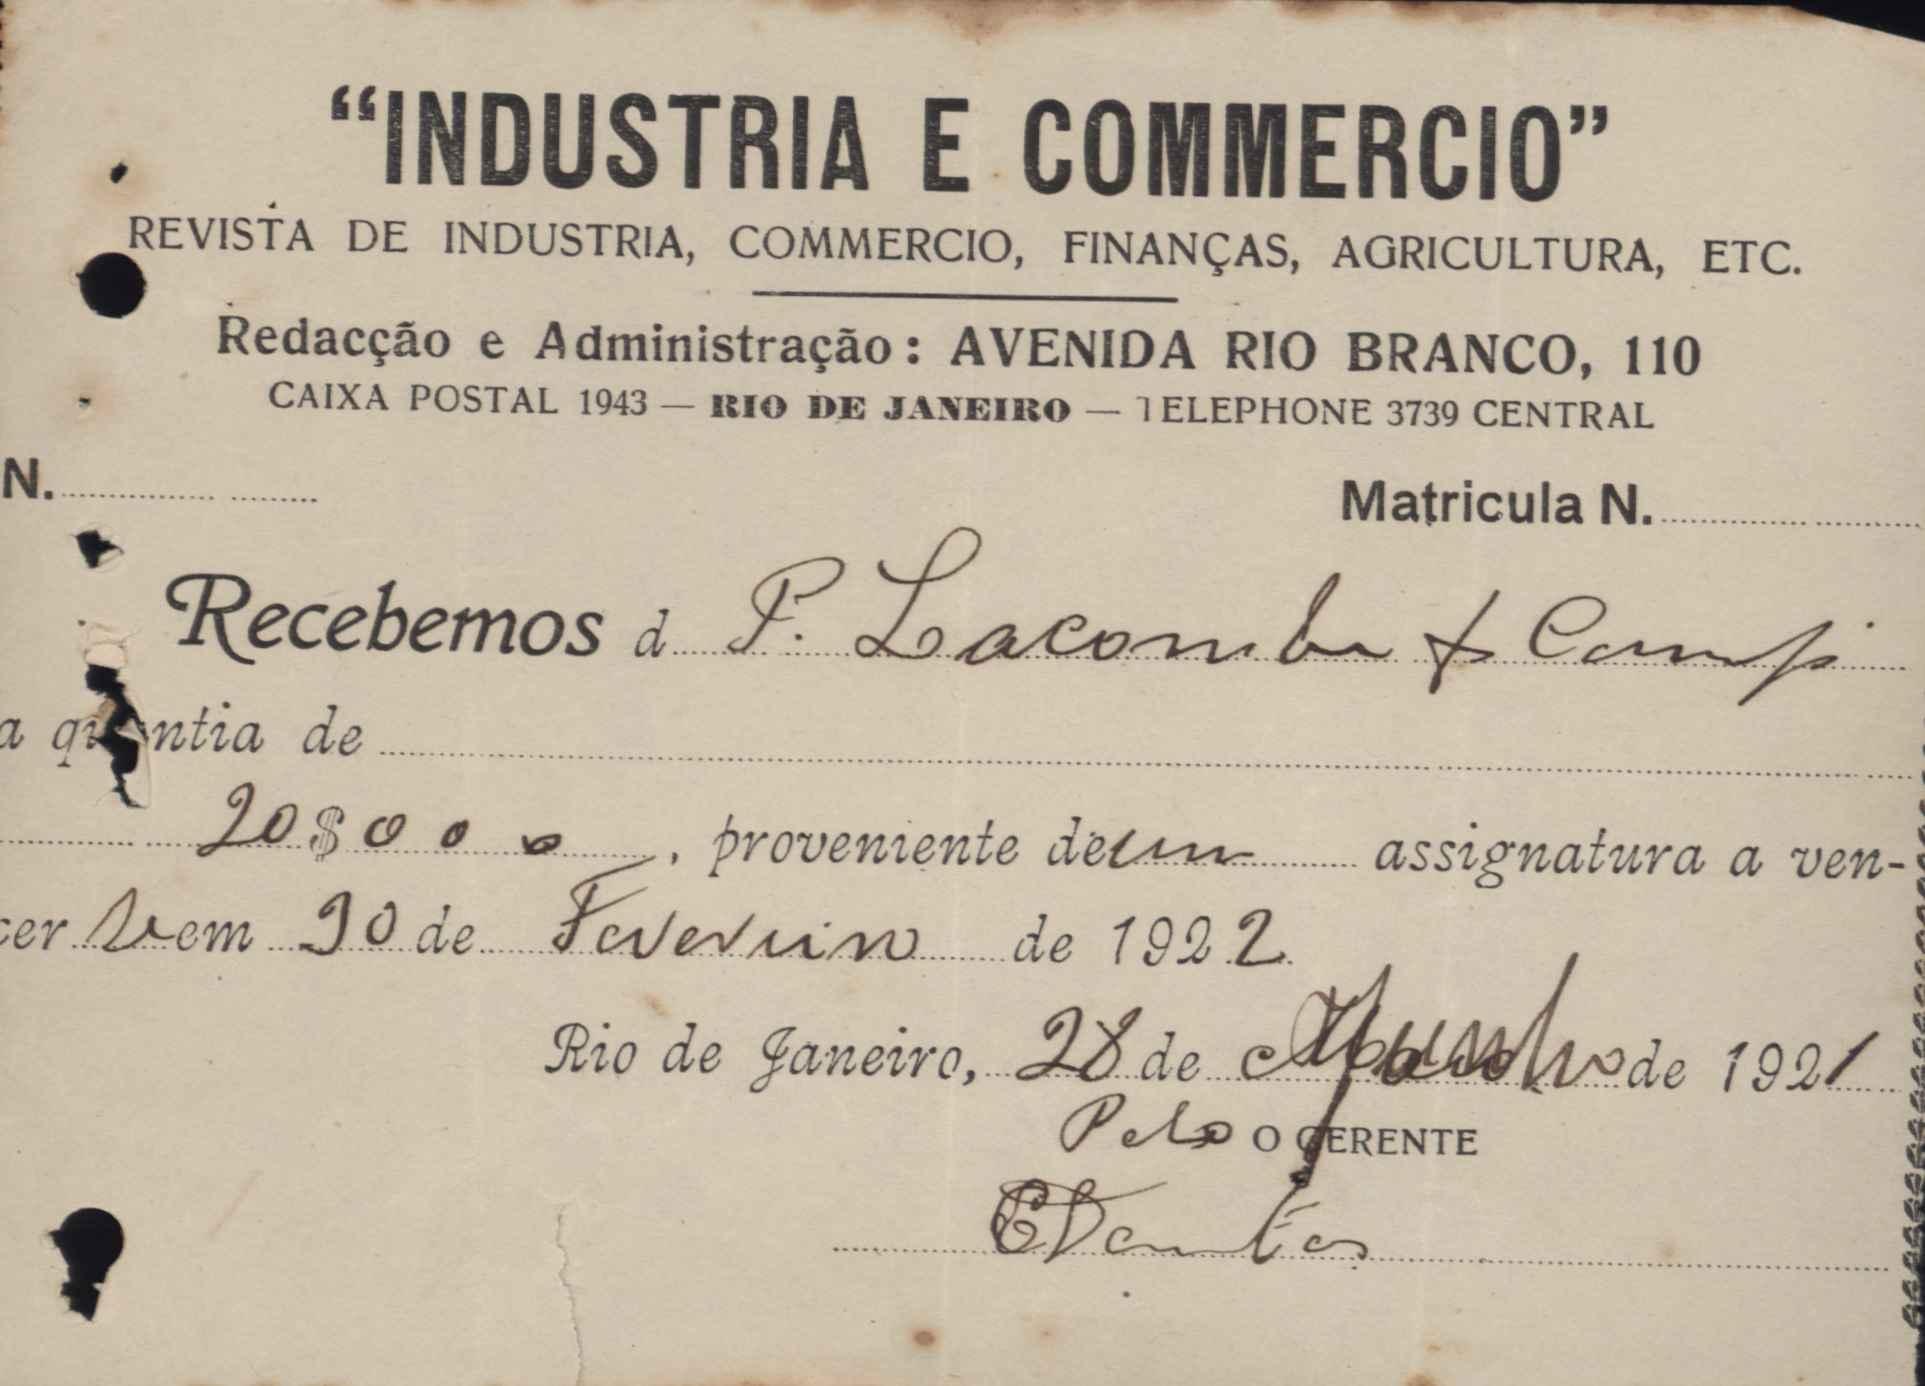 “INDUSTRIA E COMMERCIO”
REVISTA DE INDUSTRIA, COMMERCIO, FINANÇAS, AGRICULTURA, ETC.
Redacção e Administração: AVENIDA RIO BRANCO, 110
CAIXA POSTAL 1943 — RIO DE JANEIRO — TELEPHONE 3739 CENTRAL
N. Matricula N.
Recebemos d P. Lacombe & Comp
a quantia de
20$000, proveniente de um assignatura a ven-
cer em 30 de Fevereiro de 1922
Rio de Janeiro, 28 de de 1921
Pelo O GERENTE